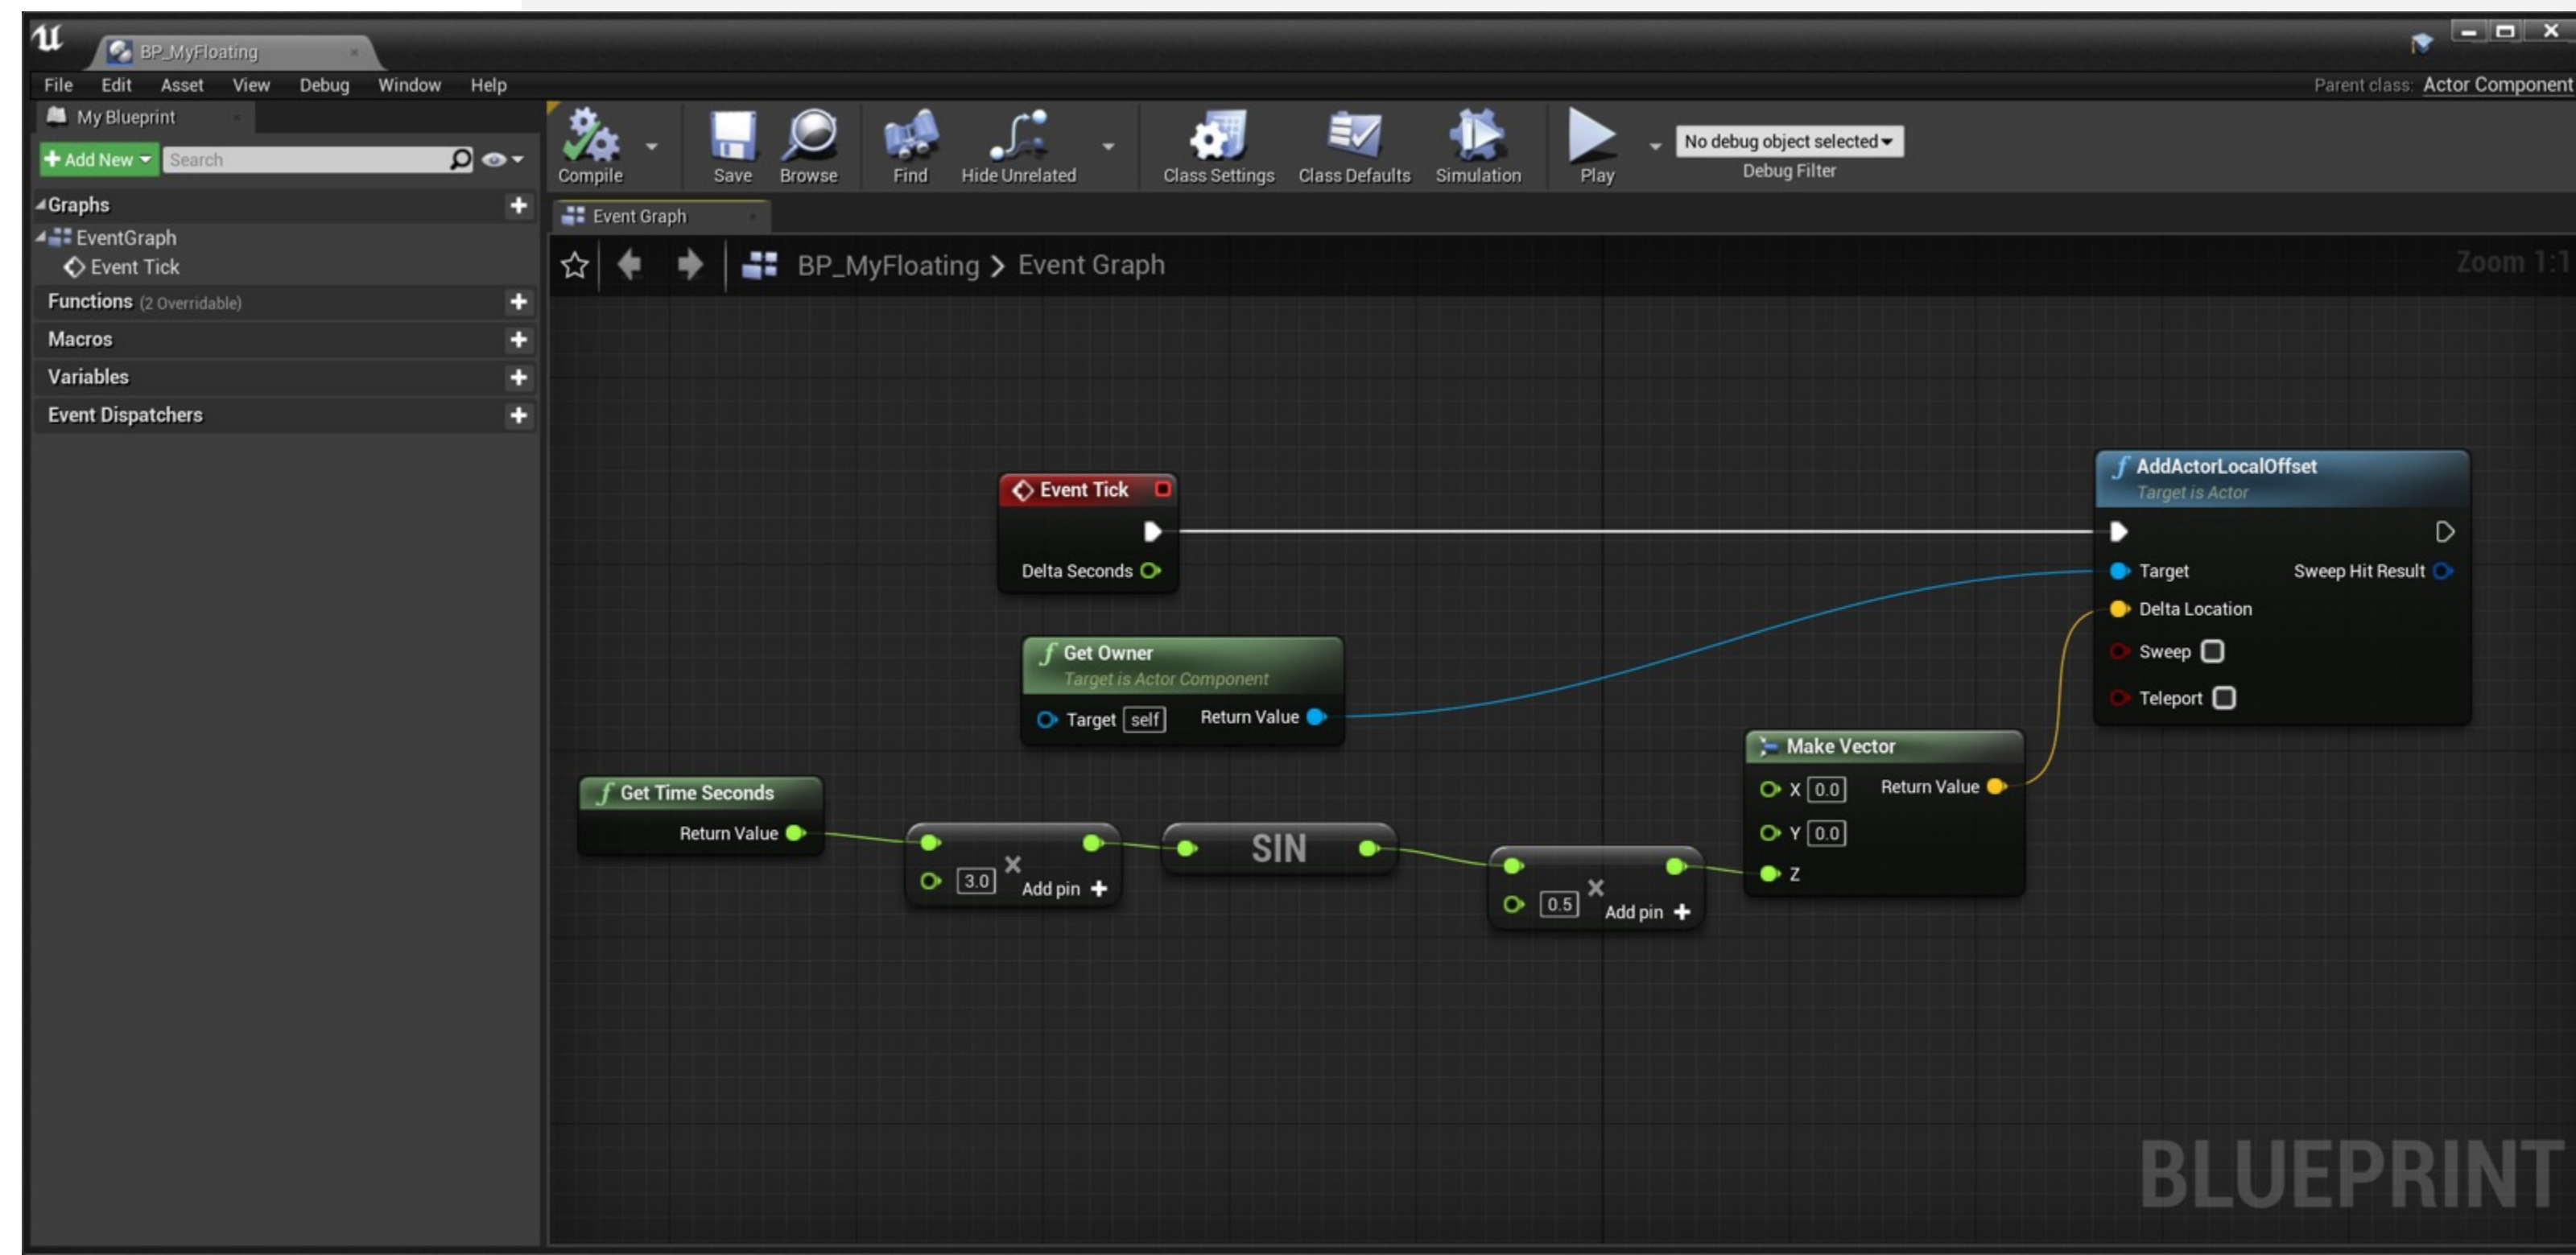 BP_MyFloating
File Edit Asset View Debug Window Help
Parent class: Actor Component
My Blueprint
Add New
Search
Graphs
EventGraph
Event Tick
Functions (2 Overridable)
Macros
Variables
Event Dispatchers
Compile Save Browse Find Hide Unrelated Class Settings Class Defaults Simulation Play
No debug object selected
Debug Filter
Event Graph
BP_MyFloating > Event Graph
Zoom 1:1
Event Tick
Delta Seconds
Get Owner
Target is Actor Component
Target self Return Value
Get Time Seconds
Return Value
3.0
Add pin +
SIN
0.5
Add pin +
Make Vector
X 0.0 Return Value
Y 0.0
Z
AddActorLocalOffset
Target is Actor
Target Sweep Hit Result
Delta Location
Sweep
Teleport
BLUEPRINT